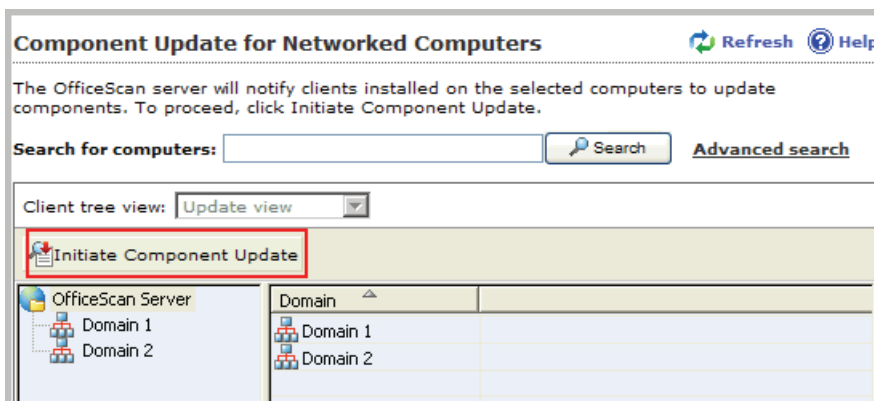 Component Update for Networked Computers Refresh Help
The OfficeScan server will notify clients installed on the selected computers to update
components. To proceed, click Initiate Component Update.
Search for computers: Search Advanced search
Client tree view: Update view
Initiate Component Update
OfficeScan Server Domain
Domain 1 Domain 1
Domain 2 Domain 2